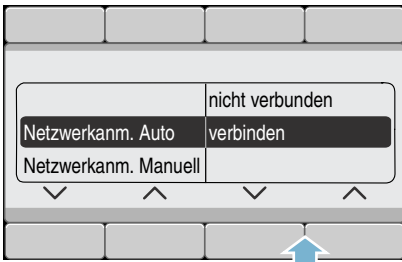 nicht verbunden
Netzwerkanm. Auto verbinden
Netzwerkanm. Manuell